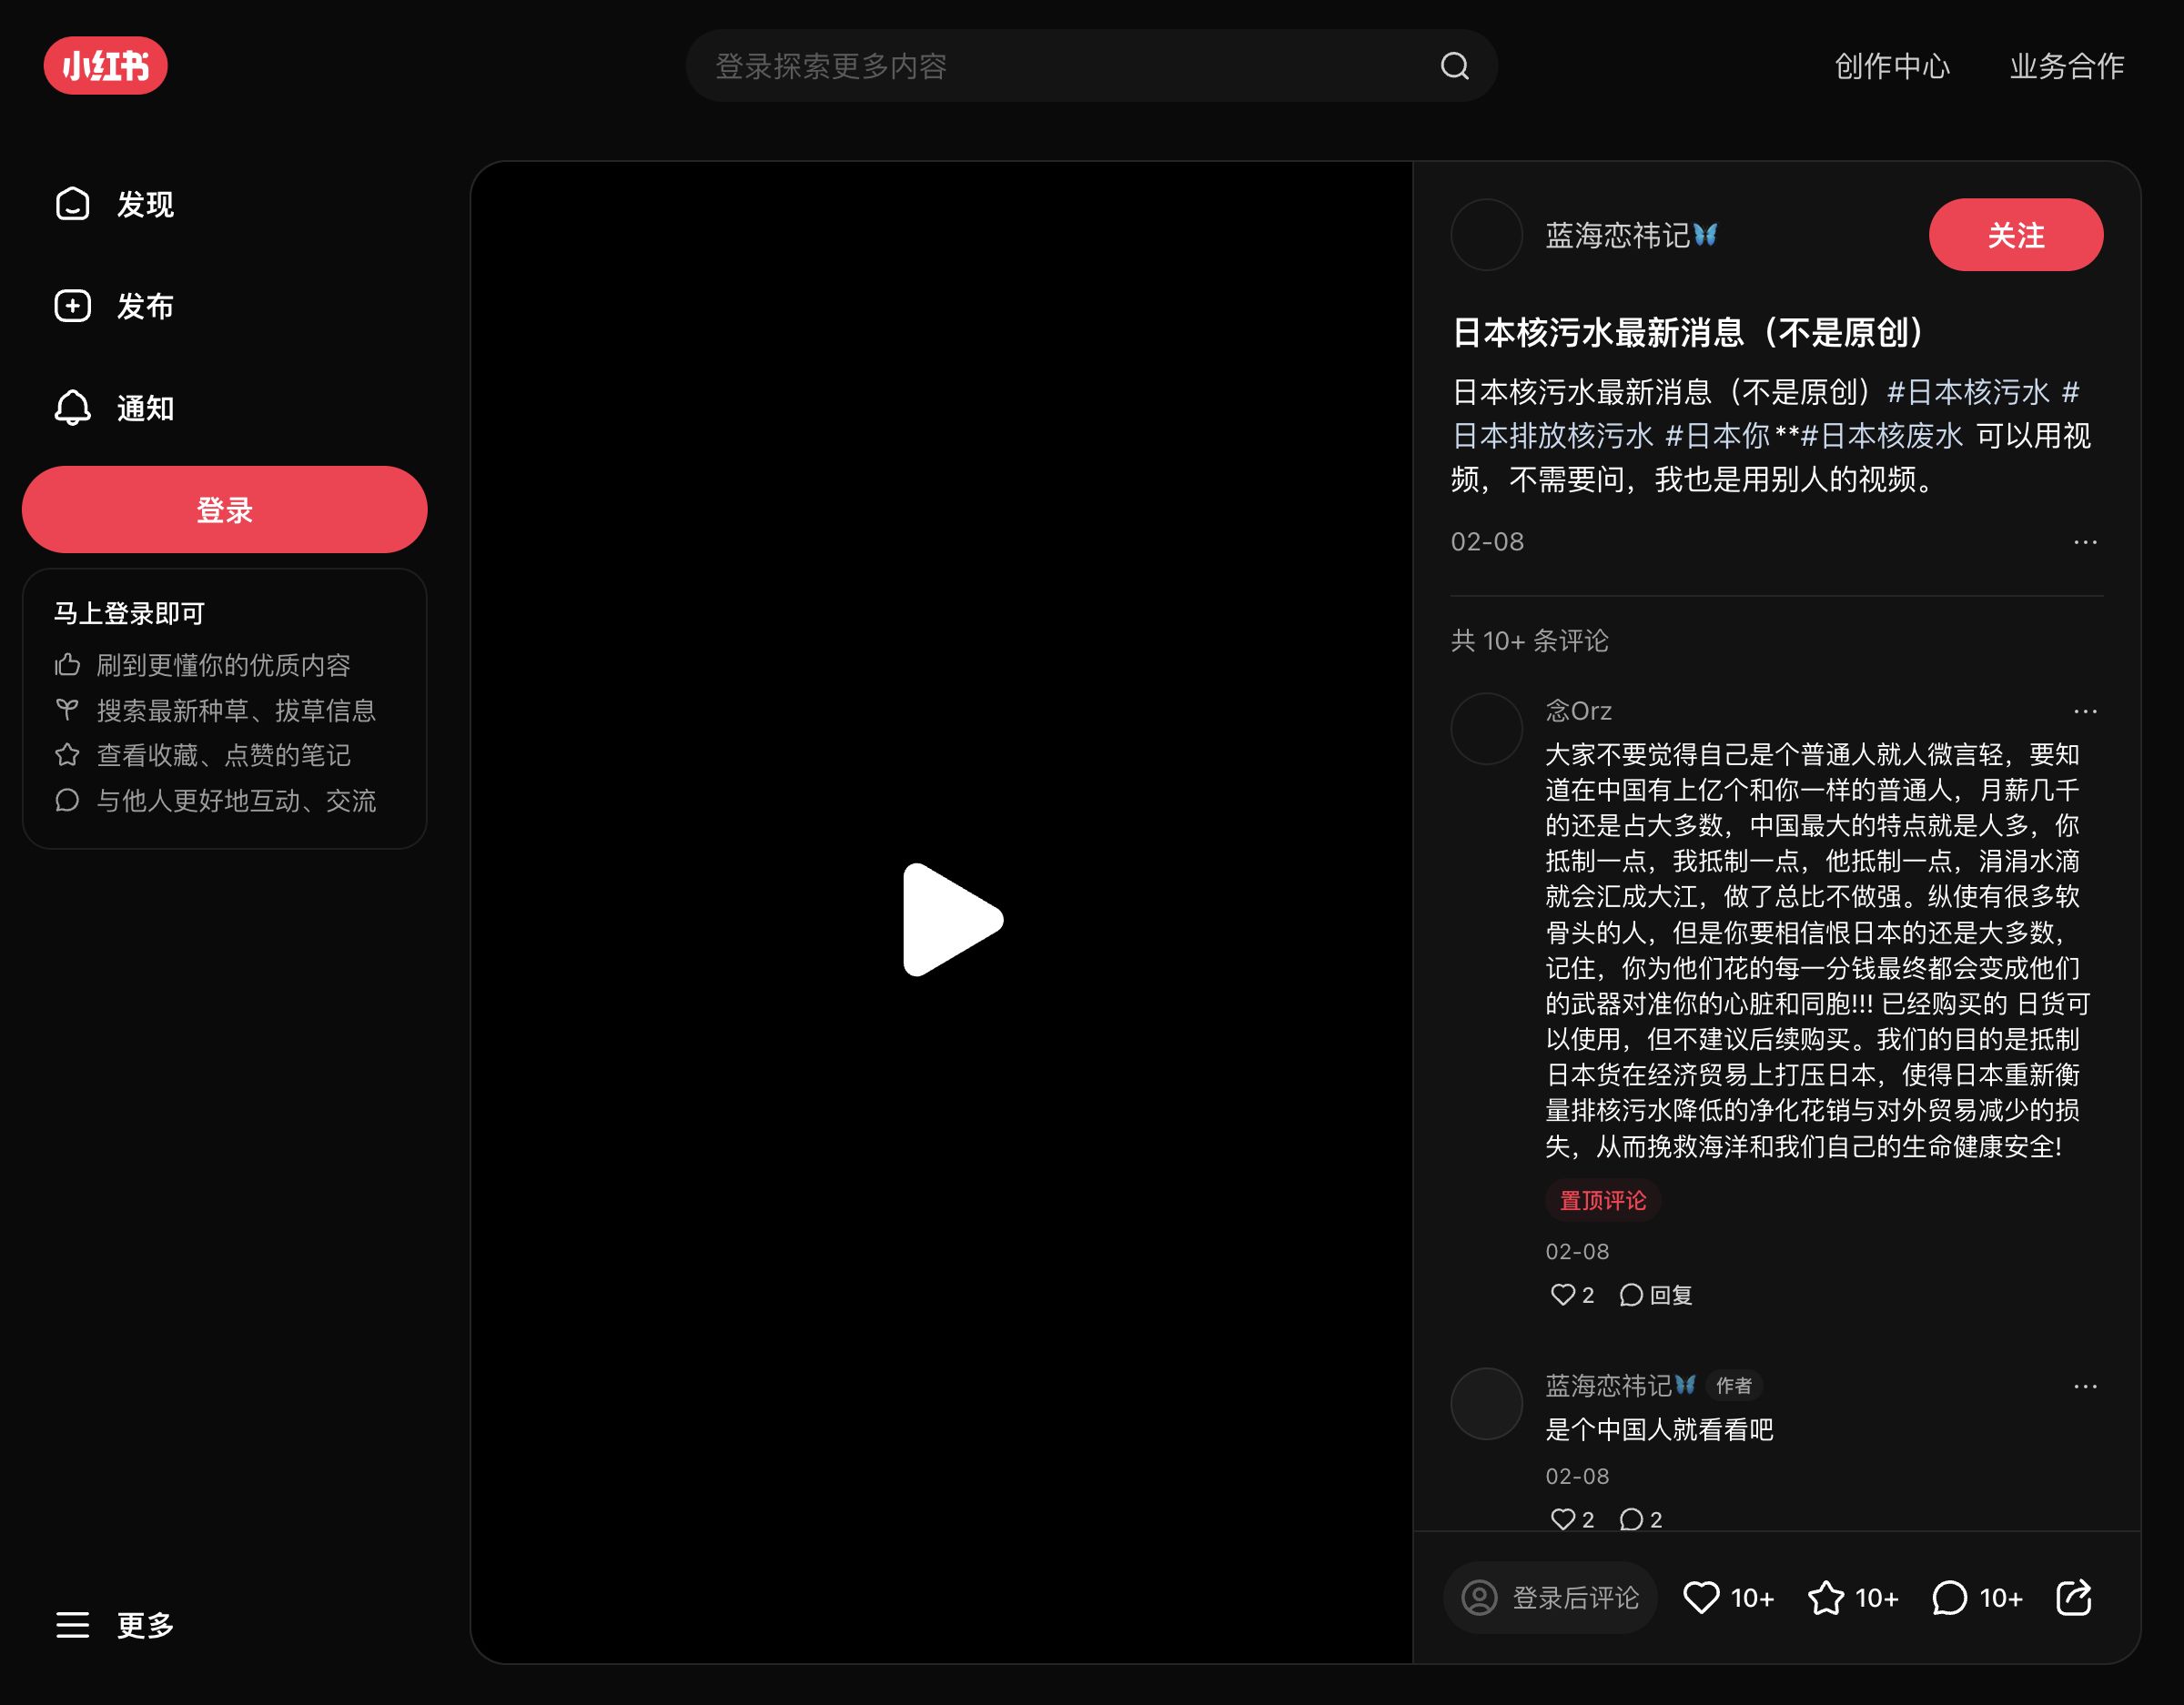 小红书
登录探索更多内容
创作中心
业务合作
发现
发布
通知
登录
马上登录即可
刷到更懂你的优质内容
搜索最新种草、拔草信息
查看收藏、点赞的笔记
与他人更好地互动、交流
更多
蓝海恋祎记🦋
关注
日本核污水最新消息（不是原创）
日本核污水最新消息（不是原创）#日本核污水 #
日本排放核污水 #日本你**#日本核废水 可以用视
频，不需要问，我也是用别人的视频。
02-08
共 10+ 条评论
念Orz
大家不要觉得自己是个普通人就人微言轻，要知
道在中国有上亿个和你一样的普通人，月薪几千
的还是占大多数，中国最大的特点就是人多，你
抵制一点，我抵制一点，他抵制一点，涓涓水滴
就会汇成大江，做了总比不做强。纵使有很多软
骨头的人，但是你要相信恨日本的还是大多数，
记住，你为他们花的每一分钱最终都会变成他们
的武器对准你的心脏和同胞!!! 已经购买的 日货可
以使用，但不建议后续购买。我们的目的是抵制
日本货在经济贸易上打压日本，使得日本重新衡
量排核污水降低的净化花销与对外贸易减少的损
失，从而挽救海洋和我们自己的生命健康安全!
置顶评论
02-08
2 回复
蓝海恋祎记🦋 作者
是个中国人就看看吧
02-08
2 2
登录后评论 10+ 10+ 10+